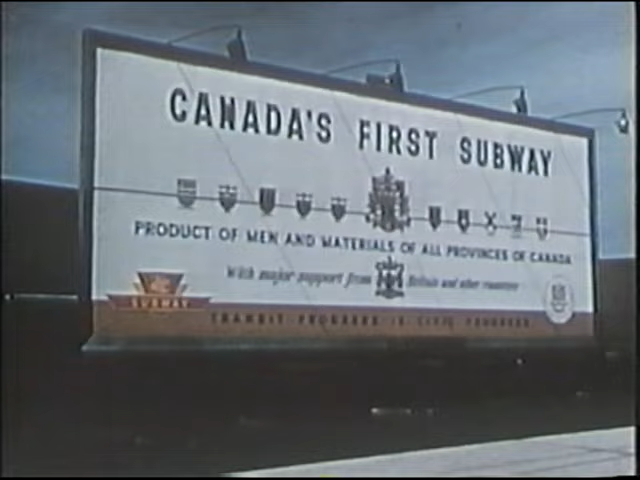 CANADA'S FIRST SUBWAY
PRODUCT OF MEN AND MATERIALS OF ALL PROVINCES OF CANADA
With major support from Britain and other countries
SUBWAY
TRANSIT PROGRESS IS CIVIC PROGRESS